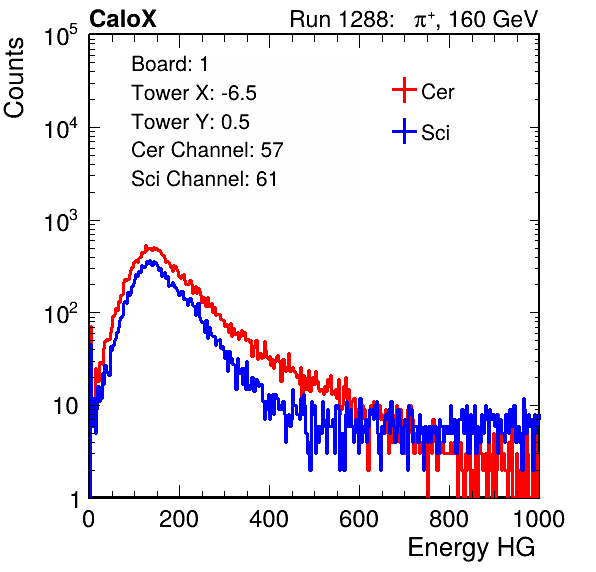 CaloX Run 1288: π⁺, 160 GeV
Counts
10⁵
10⁴
10³
10²
10
1
Board: 1
Tower X: -6.5
Tower Y: 0.5
Cer Channel: 57
Sci Channel: 61
Cer
Sci
0 200 400 600 800 1000
Energy HG